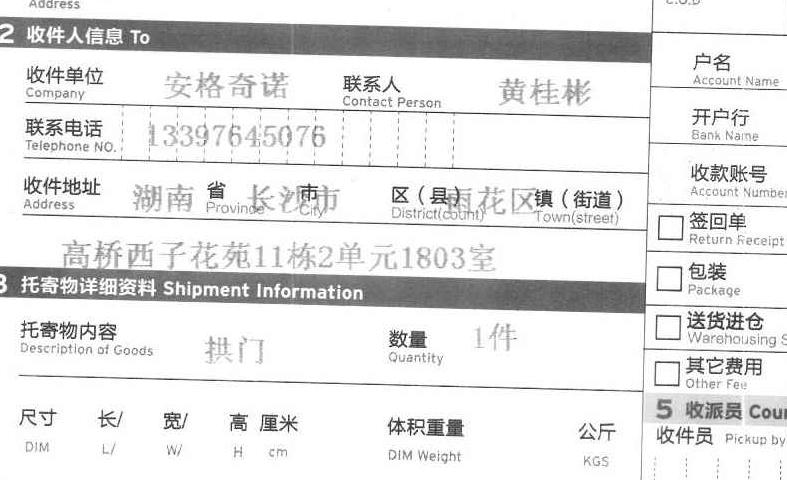 Address
C.O.D
2 收件人信息 To
收件单位 安格奇诺 联系人 黄桂彬
Company Contact Person
户名
Account Name
联系电话 13397645076
Telephone NO.
开户行
Bank Name
收件地址 湖南 省 长沙市 市 区（县） 雨花区 镇（街道）
Address Province City District(count) Town(street)
收款账号
Account Number
高桥西子花苑11栋2单元1803室
签回单
Return Receipt
3 托寄物详细资料 Shipment Information
包装
Package
托寄物内容 拱门 数量 1件
Description of Goods Quantity
送货进仓
Warehousing S
其它费用
Other Fee
尺寸 长/ 宽/ 高 厘米 体积重量 公斤
DIM L/ W/ H cm DIM Weight KGS
5 收派员 Cour
收件员 Pickup by